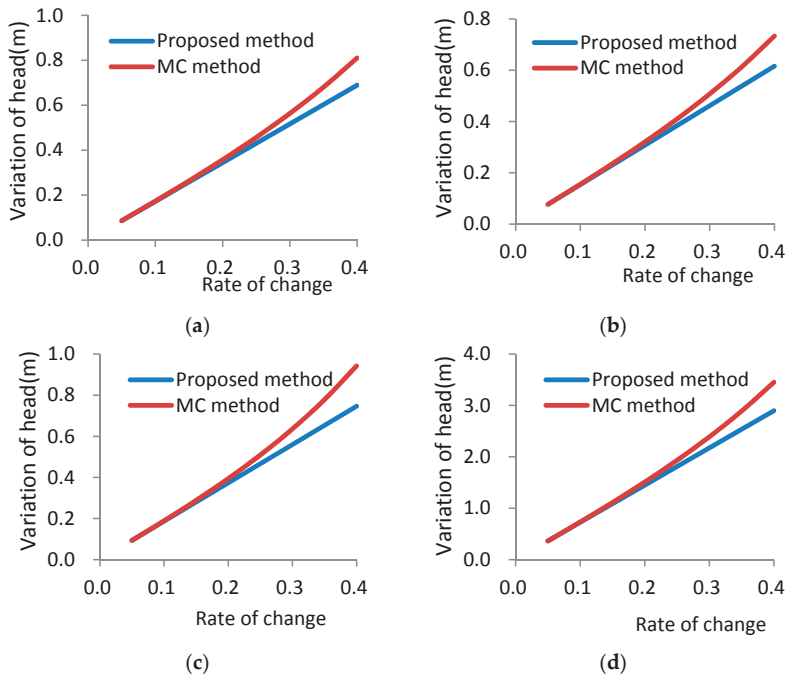 1.0
0.8
0.6
0.4
0.2
0.0
Variation of head(m)
Proposed method
MC method
0.0 0.1 0.2 0.3 0.4
Rate of change
(a)
0.8
0.6
0.4
0.2
0.0
Variation of head(m)
Proposed method
MC method
0.0 0.1 0.2 0.3 0.4
Rate of change
(b)
1.0
0.8
0.6
0.4
0.2
0.0
Variation of head(m)
Proposed method
MC method
0.0 0.1 0.2 0.3 0.4
Rate of change
(c)
4.0
3.0
2.0
1.0
0.0
Variation of head(m)
Proposed method
MC method
0.0 0.1 0.2 0.3 0.4
Rate of change
(d)